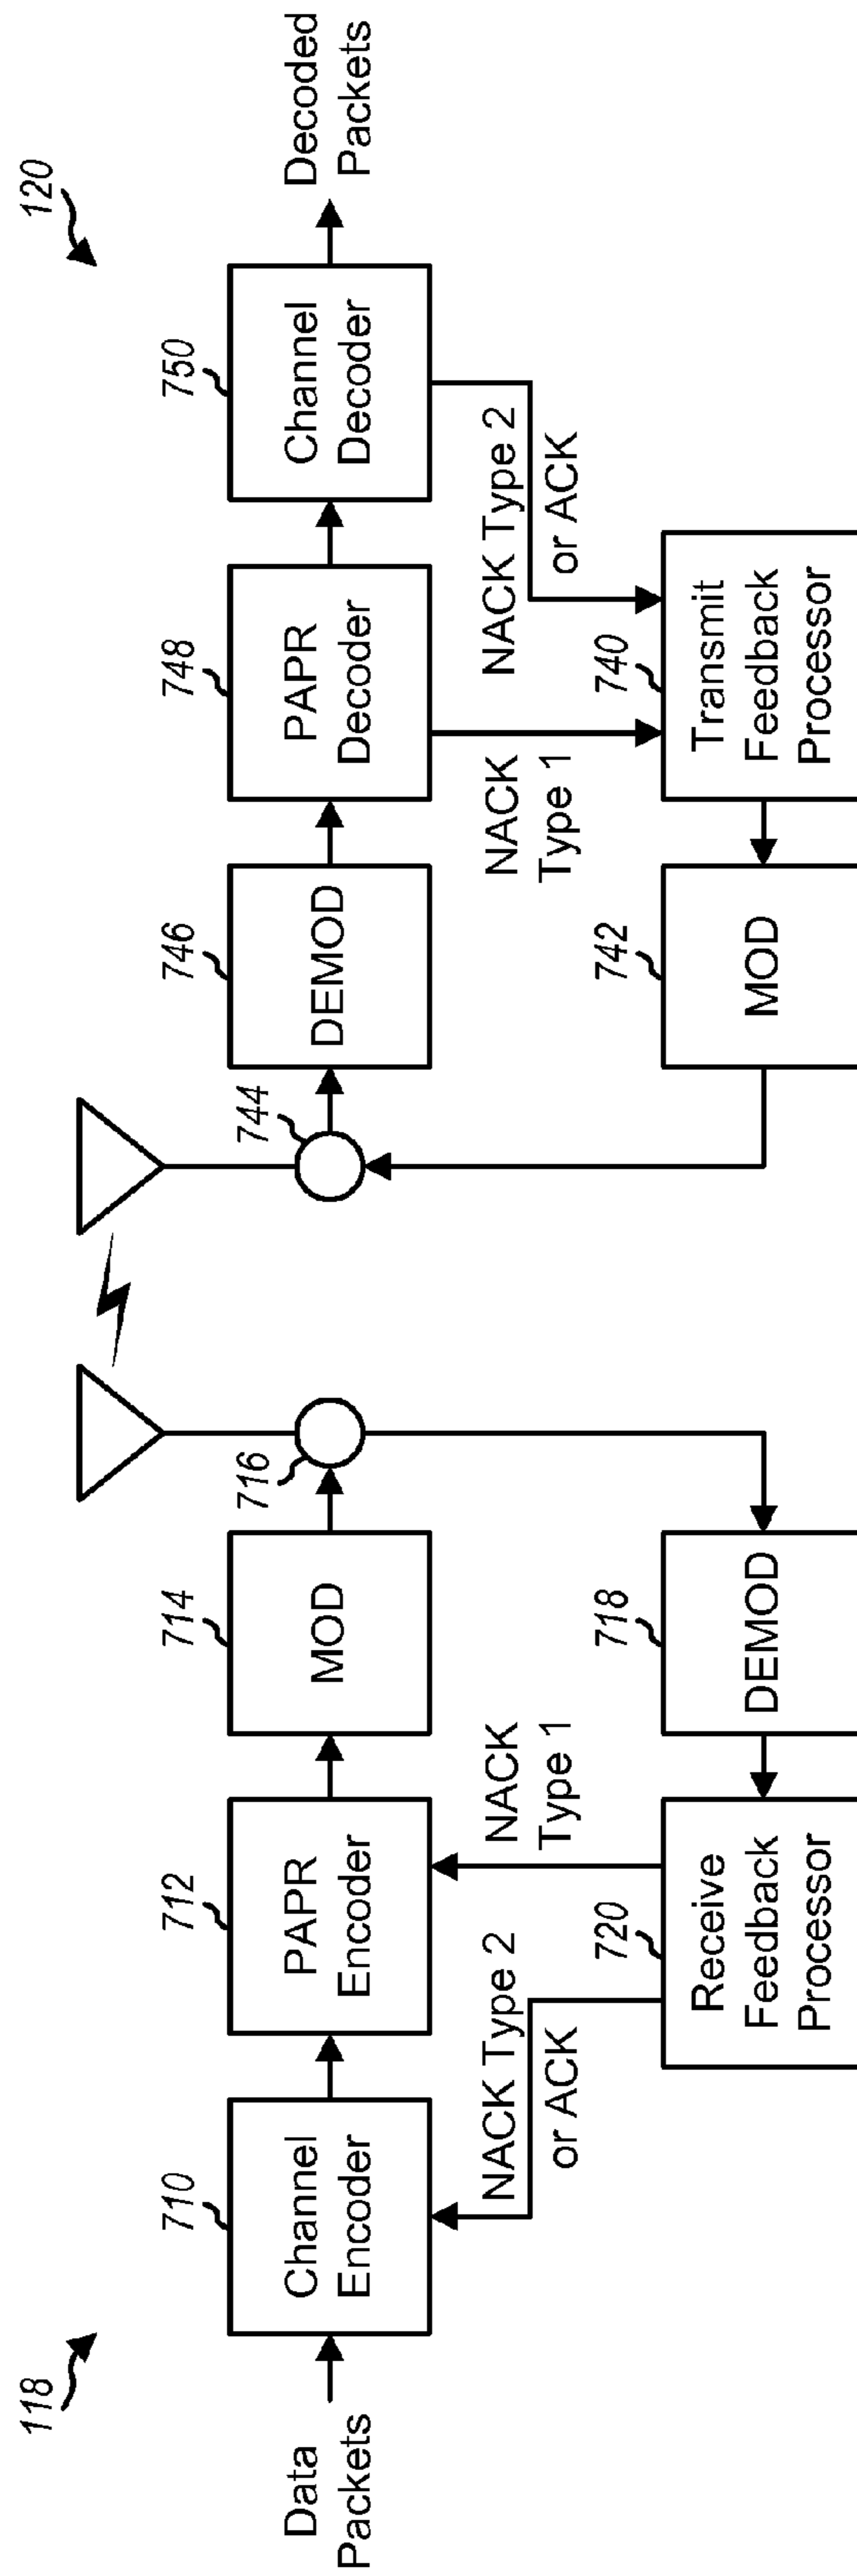 118
120
Data
Packets
710
Channel
Encoder
712
PAPR
Encoder
714
MOD
716
744
746
DEMOD
748
PAPR
Decoder
750
Channel
Decoder
Decoded
Packets
NACK Type 2
or ACK
NACK
Type 1
NACK
Type 1
NACK Type 2
or ACK
720
Receive
Feedback
Processor
718
DEMOD
742
MOD
740
Transmit
Feedback
Processor